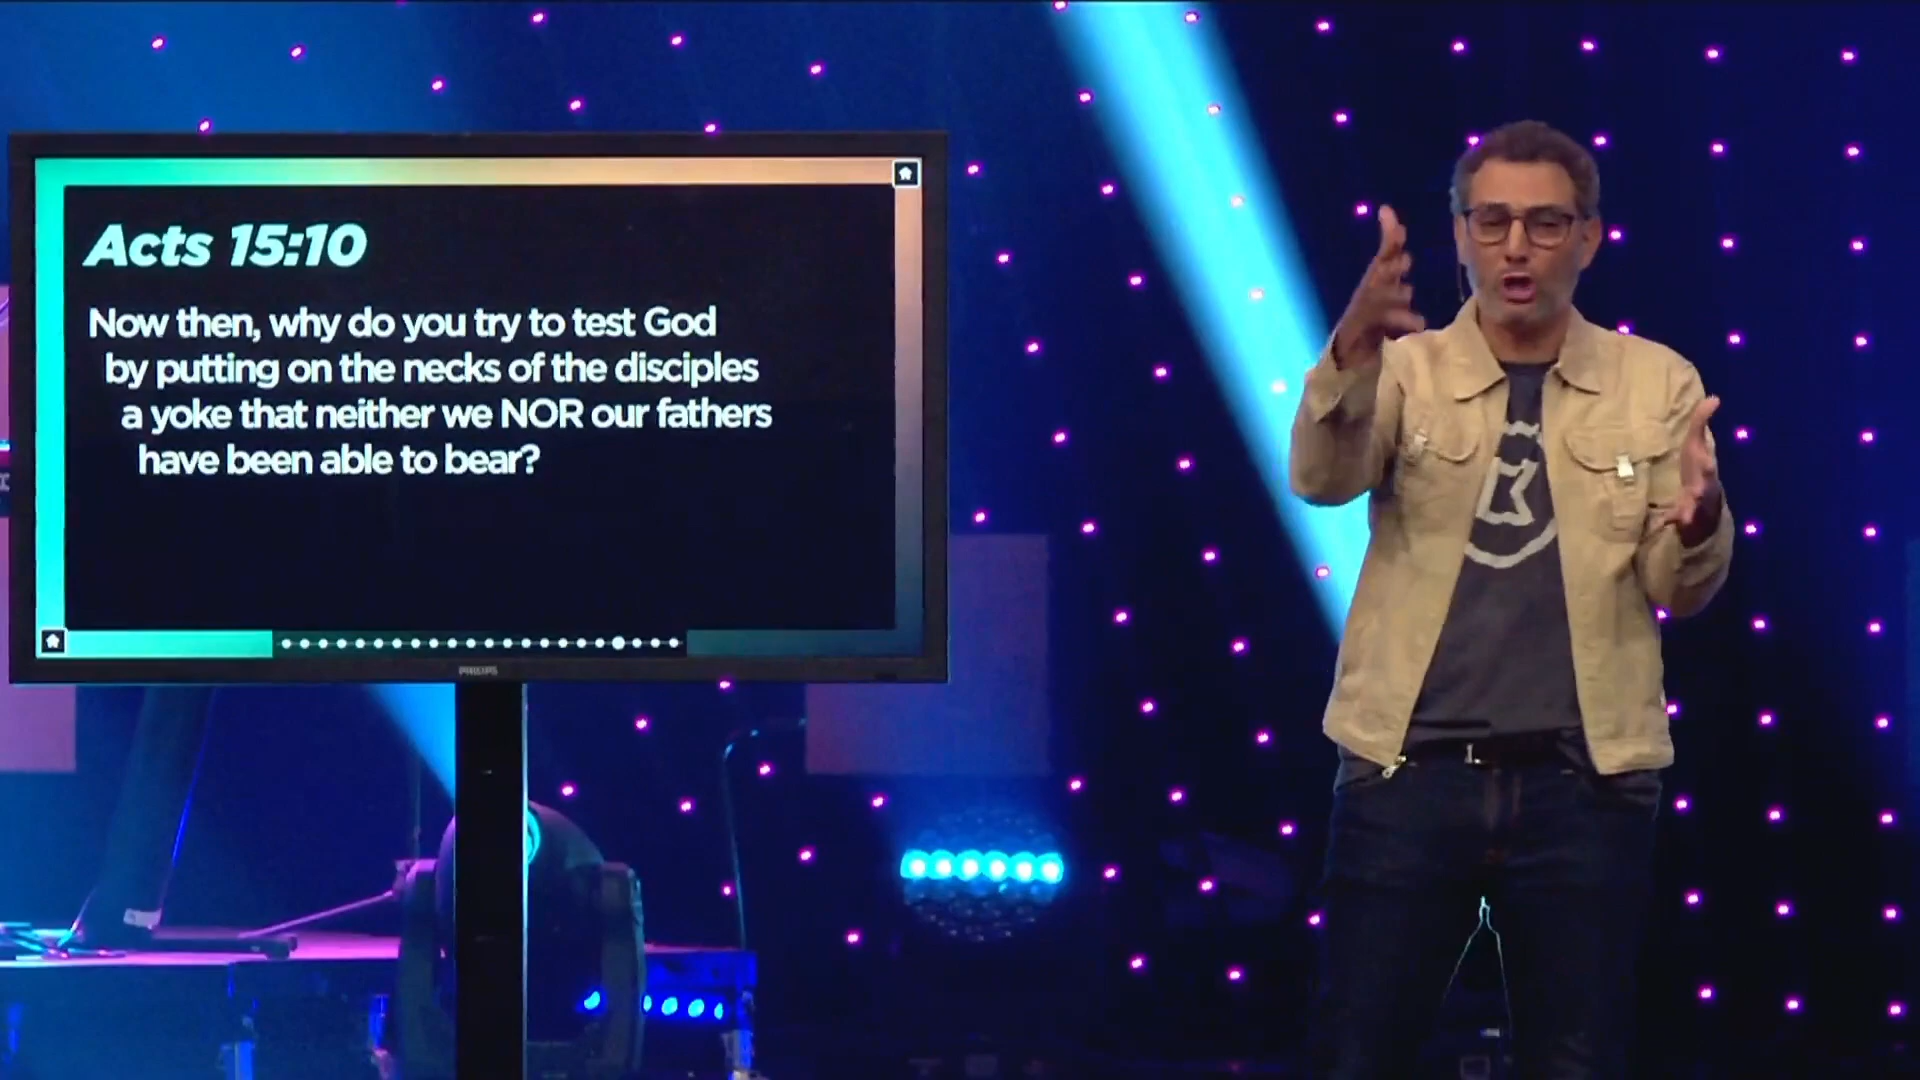 Acts 15:10
Now then, why do you try to test God
by putting on the necks of the disciples
a yoke that neither we NOR our fathers
have been able to bear?
PHILIPS